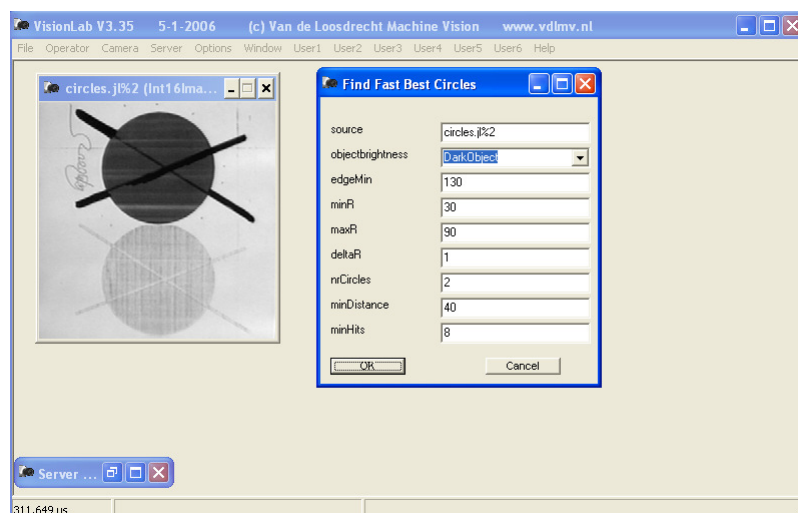 VisionLab V3.35 5-1-2006 (c) Van de Loosdrecht Machine Vision www.vdlmv.nl
File Operator Camera Server Options Window User1 User2 User3 User4 User5 User6 Help
circles.jl%2 (Int16Ima...
Find Fast Best Circles
source circles.jl%2
objectbrightness DarkObject
edgeMin 130
minR 30
maxR 90
deltaR 1
nrCircles 2
minDistance 40
minHits 8
OK Cancel
Server ...
311.649 us